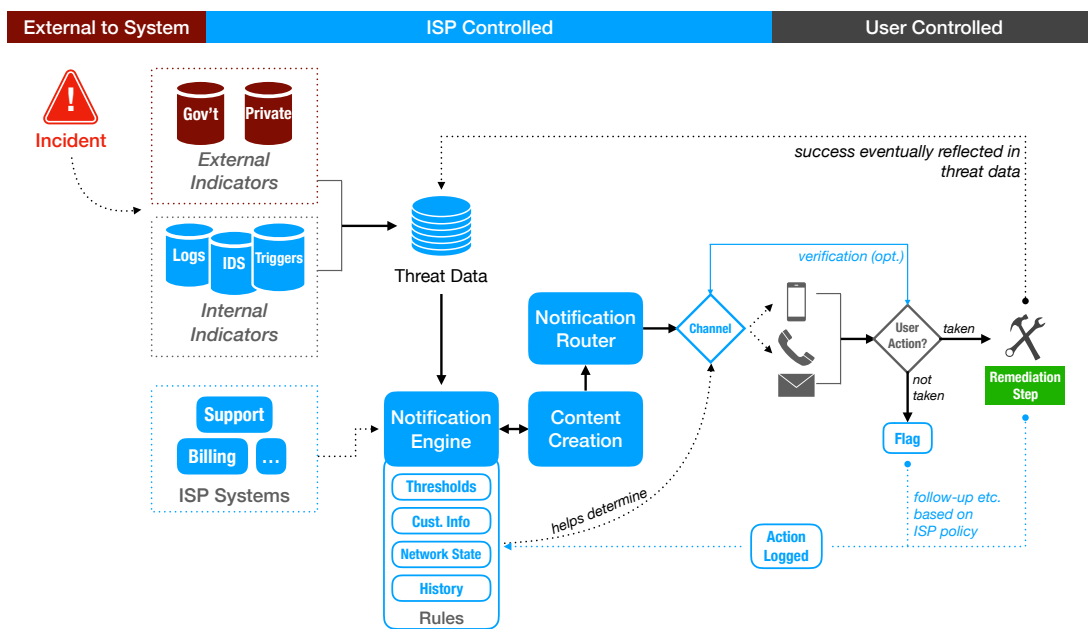 External to System
ISP Controlled
User Controlled
!
Incident
Gov't
Private
External
Indicators
Logs
IDS
Triggers
Internal
Indicators
Threat Data
success eventually reflected in
threat data
verification (opt.)
Notification
Router
Channel
User
Action?
taken
not
taken
Remediation
Step
Flag
Support
Billing
...
ISP Systems
Notification
Engine
Content
Creation
Thresholds
Cust. Info
Network State
History
Rules
helps determine
Action
Logged
follow-up etc.
based on
ISP policy